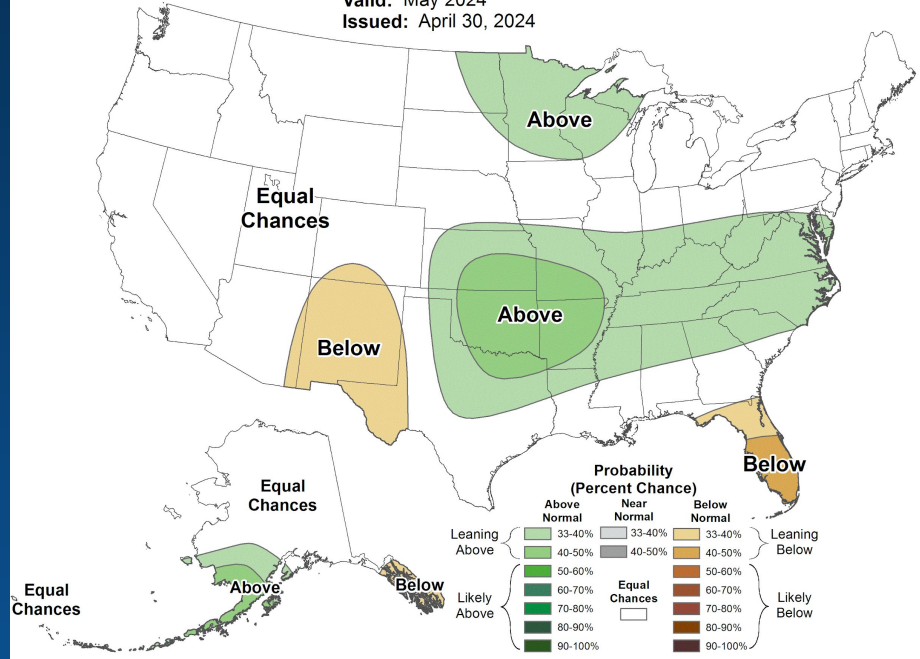 Valid: May 2024
Issued: April 30, 2024
Above
Equal
Chances
Above
Below
Below
Equal
Chances
Above
Below
Equal
Chances
Probability
(Percent Chance)
Above
Normal
Near
Normal
Below
Normal
Leaning
Above
33-40%
33-40%
33-40%
Leaning
Below
40-50%
40-50%
40-50%
Likely
Above
50-60%
Equal
Chances
50-60%
Likely
Below
60-70%
60-70%
70-80%
70-80%
80-90%
80-90%
90-100%
90-100%